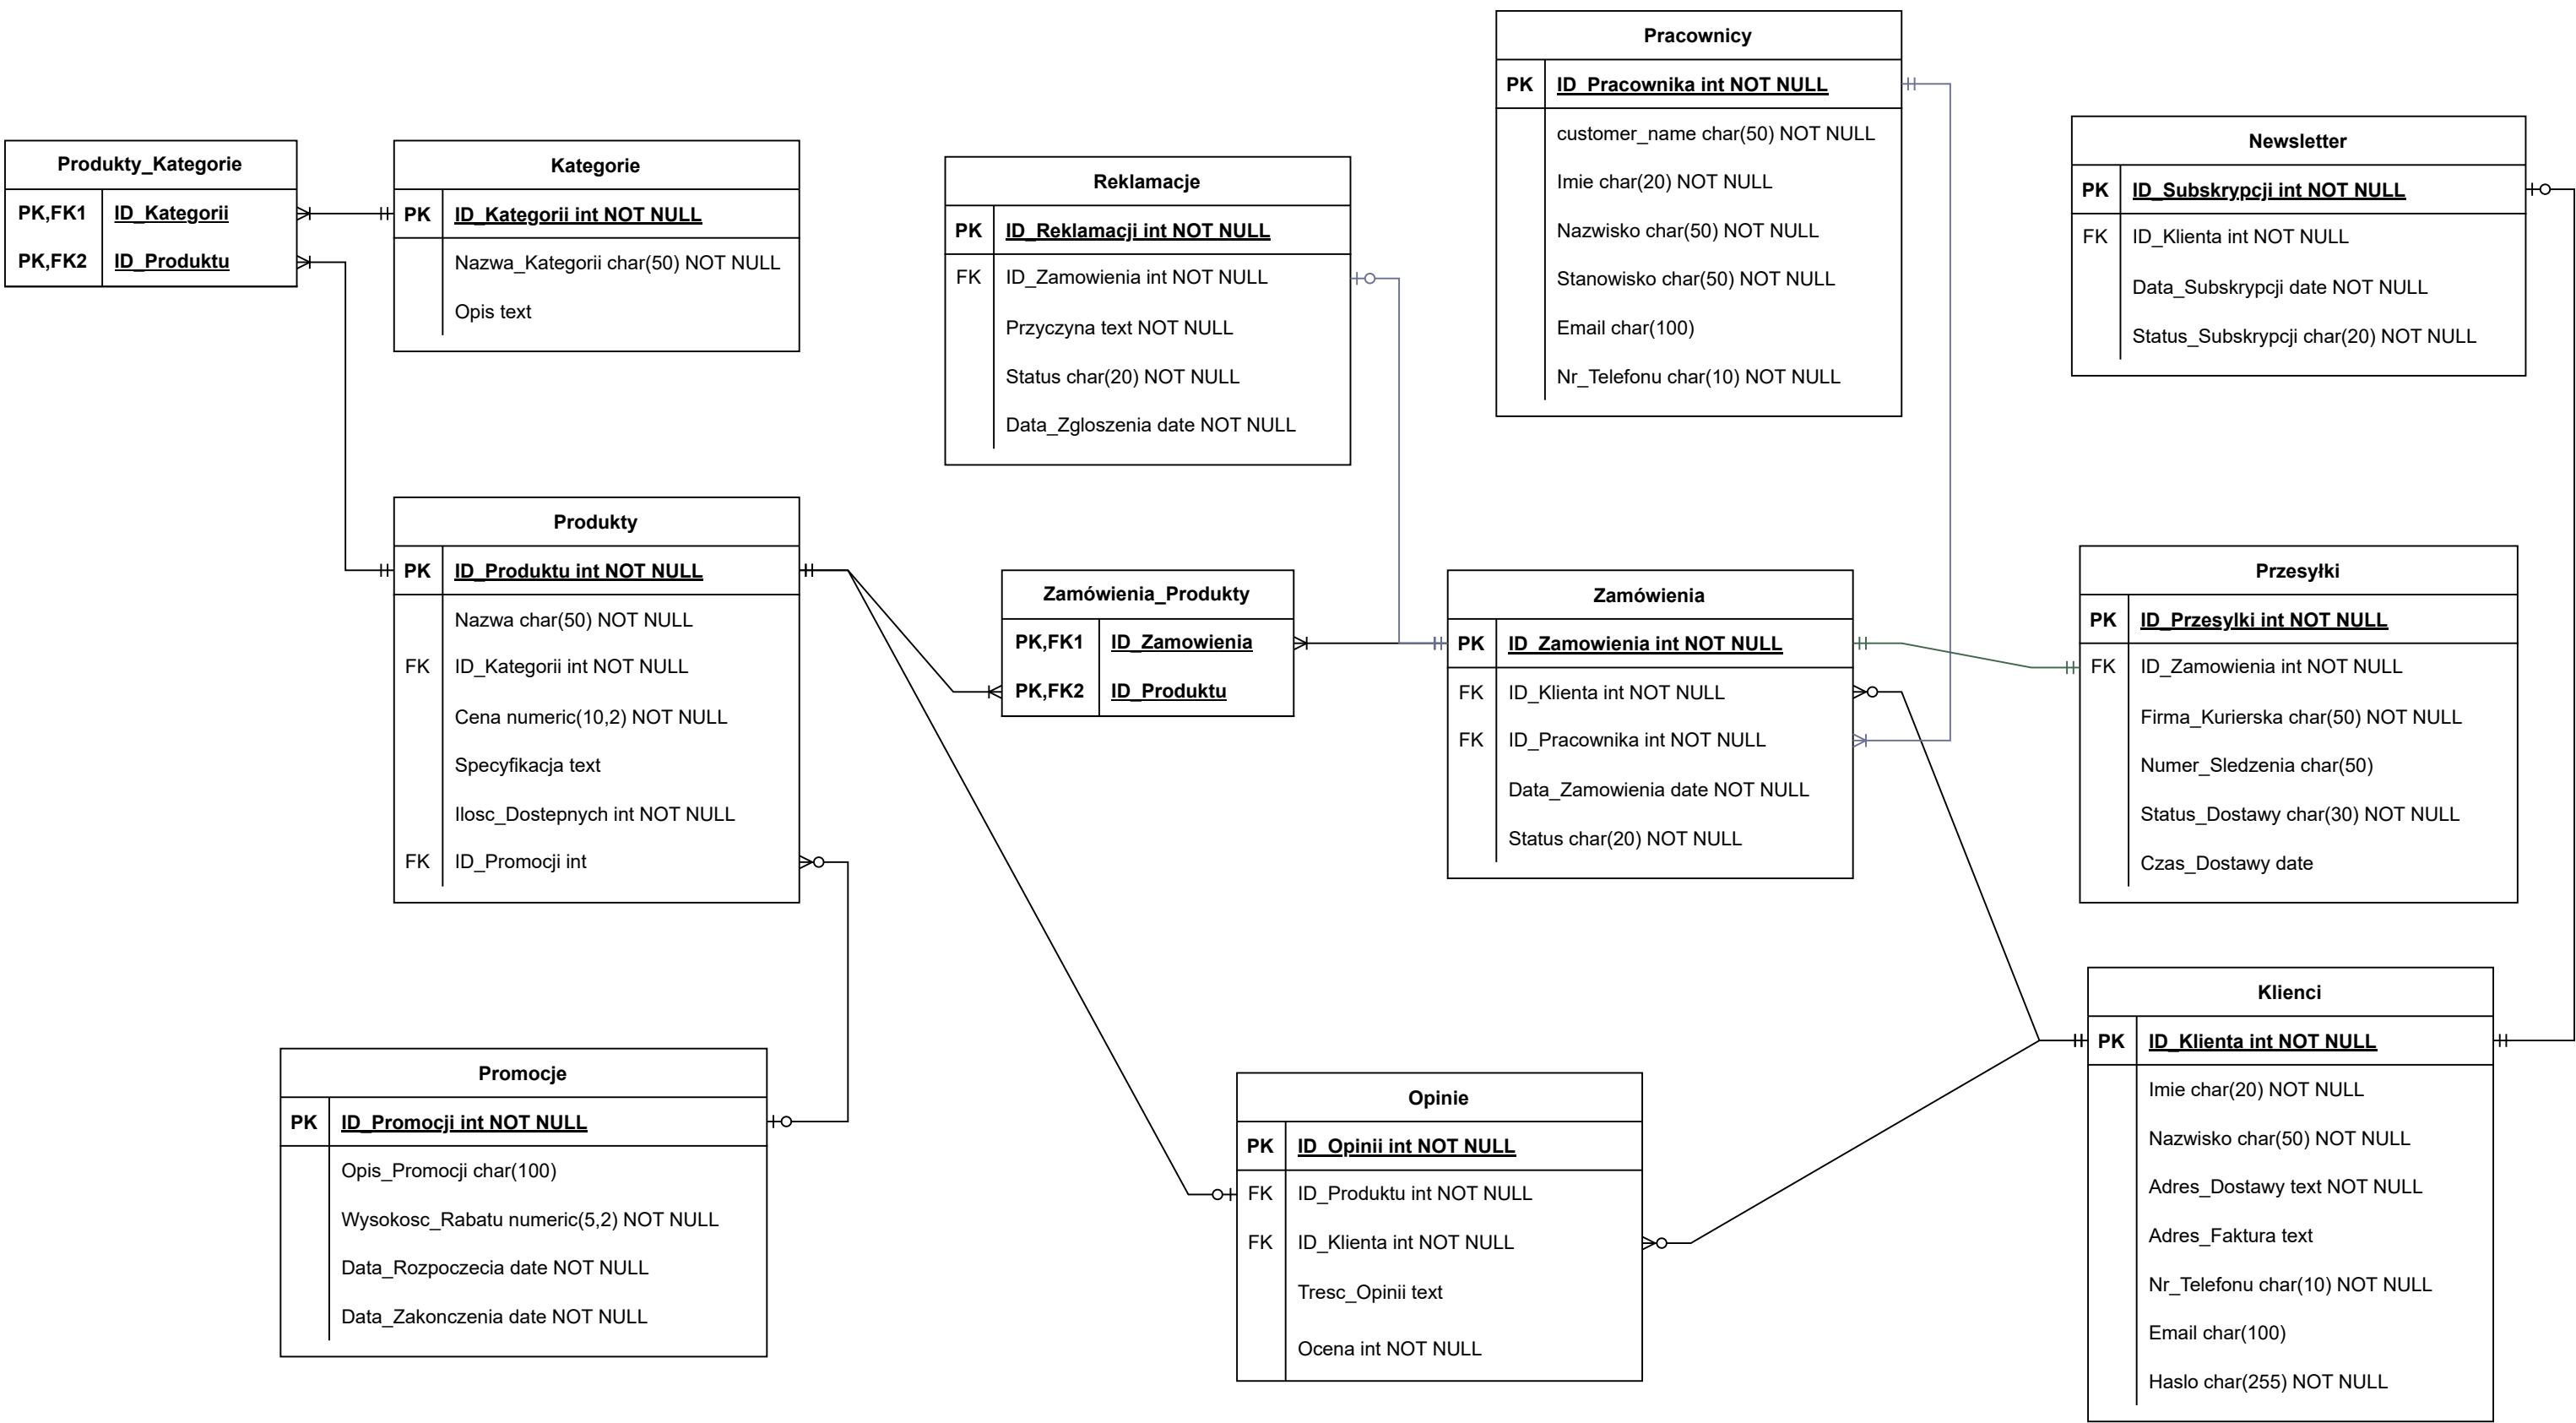 Produkty_Kategorie
PK,FK1 ID_Kategorii
PK,FK2 ID_Produktu
Kategorie
PK ID_Kategorii int NOT NULL
Nazwa_Kategorii char(50) NOT NULL
Opis text
Reklamacje
PK ID_Reklamacji int NOT NULL
FK ID_Zamowienia int NOT NULL
Przyczyna text NOT NULL
Status char(20) NOT NULL
Data_Zgloszenia date NOT NULL
Pracownicy
PK ID_Pracownika int NOT NULL
customer_name char(50) NOT NULL
Imie char(20) NOT NULL
Nazwisko char(50) NOT NULL
Stanowisko char(50) NOT NULL
Email char(100)
Nr_Telefonu char(10) NOT NULL
Newsletter
PK ID_Subskrypcji int NOT NULL
FK ID_Klienta int NOT NULL
Data_Subskrypcji date NOT NULL
Status_Subskrypcji char(20) NOT NULL
Produkty
PK ID_Produktu int NOT NULL
Nazwa char(50) NOT NULL
FK ID_Kategorii int NOT NULL
Cena numeric(10,2) NOT NULL
Specyfikacja text
Ilosc_Dostepnych int NOT NULL
FK ID_Promocji int
Zamówienia_Produkty
PK,FK1 ID_Zamowienia
PK,FK2 ID_Produktu
Zamówienia
PK ID_Zamowienia int NOT NULL
FK ID_Klienta int NOT NULL
FK ID_Pracownika int NOT NULL
Data_Zamowienia date NOT NULL
Status char(20) NOT NULL
Przesyłki
PK ID_Przesylki int NOT NULL
FK ID_Zamowienia int NOT NULL
Firma_Kurierska char(50) NOT NULL
Numer_Sledzenia char(50)
Status_Dostawy char(30) NOT NULL
Czas_Dostawy date
Promocje
PK ID_Promocji int NOT NULL
Opis_Promocji char(100)
Wysokosc_Rabatu numeric(5,2) NOT NULL
Data_Rozpoczecia date NOT NULL
Data_Zakonczenia date NOT NULL
Opinie
PK ID_Opinii int NOT NULL
FK ID_Produktu int NOT NULL
FK ID_Klienta int NOT NULL
Tresc_Opinii text
Ocena int NOT NULL
Klienci
PK ID_Klienta int NOT NULL
Imie char(20) NOT NULL
Nazwisko char(50) NOT NULL
Adres_Dostawy text NOT NULL
Adres_Faktura text
Nr_Telefonu char(10) NOT NULL
Email char(100)
Haslo char(255) NOT NULL